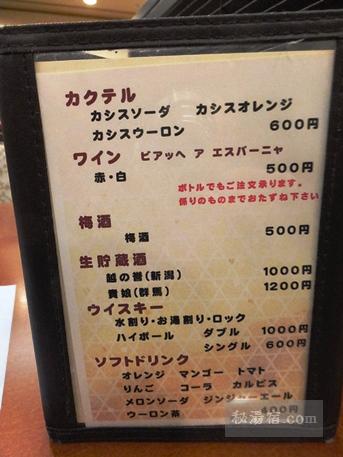 カクテル
カシスソーダ カシスオレンジ
カシスウーロン 600円
ワイン ビアッヘ ア エスパーニャ
赤・白 500円
ボトルでもご注文承ります。
係りのものまでおたずね下さい
梅酒
梅酒 500円
生貯蔵酒
越の誉(新潟) 1000円
貴娘(群馬) 1200円
ウイスキー
水割り・お湯割り・ロック
ハイボール ダブル 1000円
シングル 600円
ソフトドリンク
オレンジ マンゴー トマト
りんご コーラ カルピス
メロンソーダ ジンジャーエール
ウーロン茶 400円
秘湯宿.com